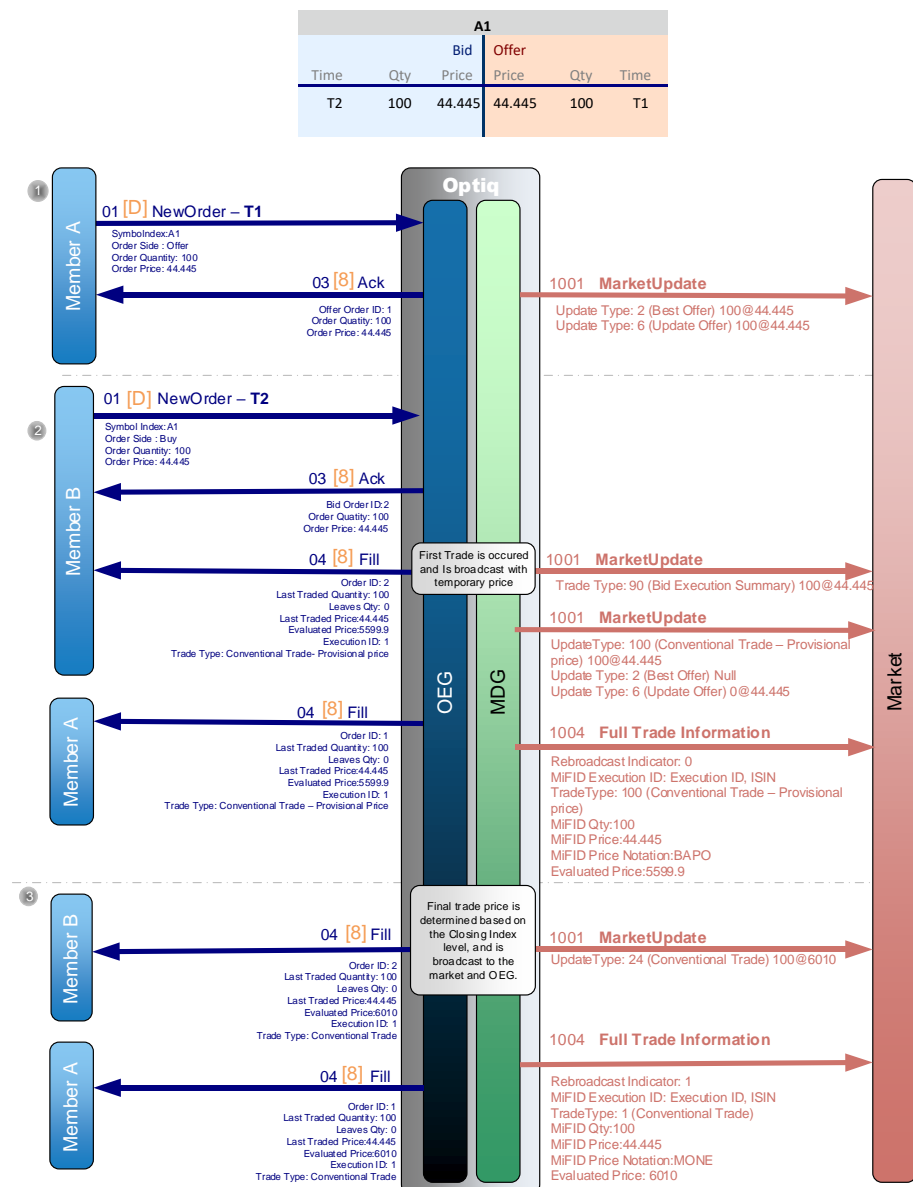 A1
Bid Offer
Time Qty Price Price Qty Time
T2 100 44.445 44.445 100 T1
1
Optiq
Member A
01 [D] NewOrder – T1
SymboIndex:A1
Order Side : Offer
Order Quantity: 100
Order Price: 44.445
03 [8] Ack
Offer Order ID: 1
Order Quatity: 100
Order Price: 44.445
1001 MarketUpdate
Update Type: 2 (Best Offer) 100@44.445
Update Type: 6 (Update Offer) 100@44.445
2
Member B
01 [D] NewOrder – T2
Symbol Index:A1
Order Side : Buy
Order Quantity: 100
Order Price: 44.445
03 [8] Ack
Bid Order ID:2
Order Quatity: 100
Order Price: 44.445
04 [8] Fill
Order ID: 2
Last Traded Quantity: 100
Leaves Qty: 0
Last Traded Price:44.445
Evaluated Price:5599.9
Execution ID: 1
Trade Type: Conventional Trade- Provisional price
First Trade is occured
and Is broadcast with
temporary price
1001 MarketUpdate
Trade Type: 90 (Bid Execution Summary) 100@44.445
1001 MarketUpdate
UpdateType: 100 (Conventional Trade – Provisional
price) 100@44.445
Update Type: 2 (Best Offer) Null
Update Type: 6 (Update Offer) 0@44.445
OEG
MDG
Market
Member A
04 [8] Fill
Order ID: 1
Last Traded Quantity: 100
Leaves Qty: 0
Last Traded Price:44.445
Evaluated Price:5599.9
Execution ID: 1
Trade Type: Conventional Trade – Provisional Price
1004 Full Trade Information
Rebroadcast Indicator: 0
MiFID Execution ID: Execution ID, ISIN
TradeType: 100 (Conventional Trade – Provisional
price)
MiFID Qty:100
MiFID Price:44.445
MiFID Price Notation:BAPO
Evaluated Price:5599.9
3
Member B
04 [8] Fill
Order ID: 2
Last Traded Quantity: 100
Leaves Qty: 0
Last Traded Price:44.445
Evaluated Price:6010
Execution ID: 1
Trade Type: Conventional Trade
Final trade price is
determined based on
the Closing Index
level, and is
broadcast to the
market and OEG.
1001 MarketUpdate
UpdateType: 24 (Conventional Trade) 100@6010
Member A
04 [8] Fill
Order ID: 1
Last Traded Quantity: 100
Leaves Qty: 0
Last Traded Price:44.445
Evaluated Price:6010
Execution ID: 1
Trade Type: Conventional Trade
1004 Full Trade Information
Rebroadcast Indicator: 1
MiFID Execution ID: Execution ID, ISIN
TradeType: 1 (Conventional Trade)
MiFID Qty:100
MiFID Price:44.445
MiFID Price Notation:MONE
Evaluated Price: 6010